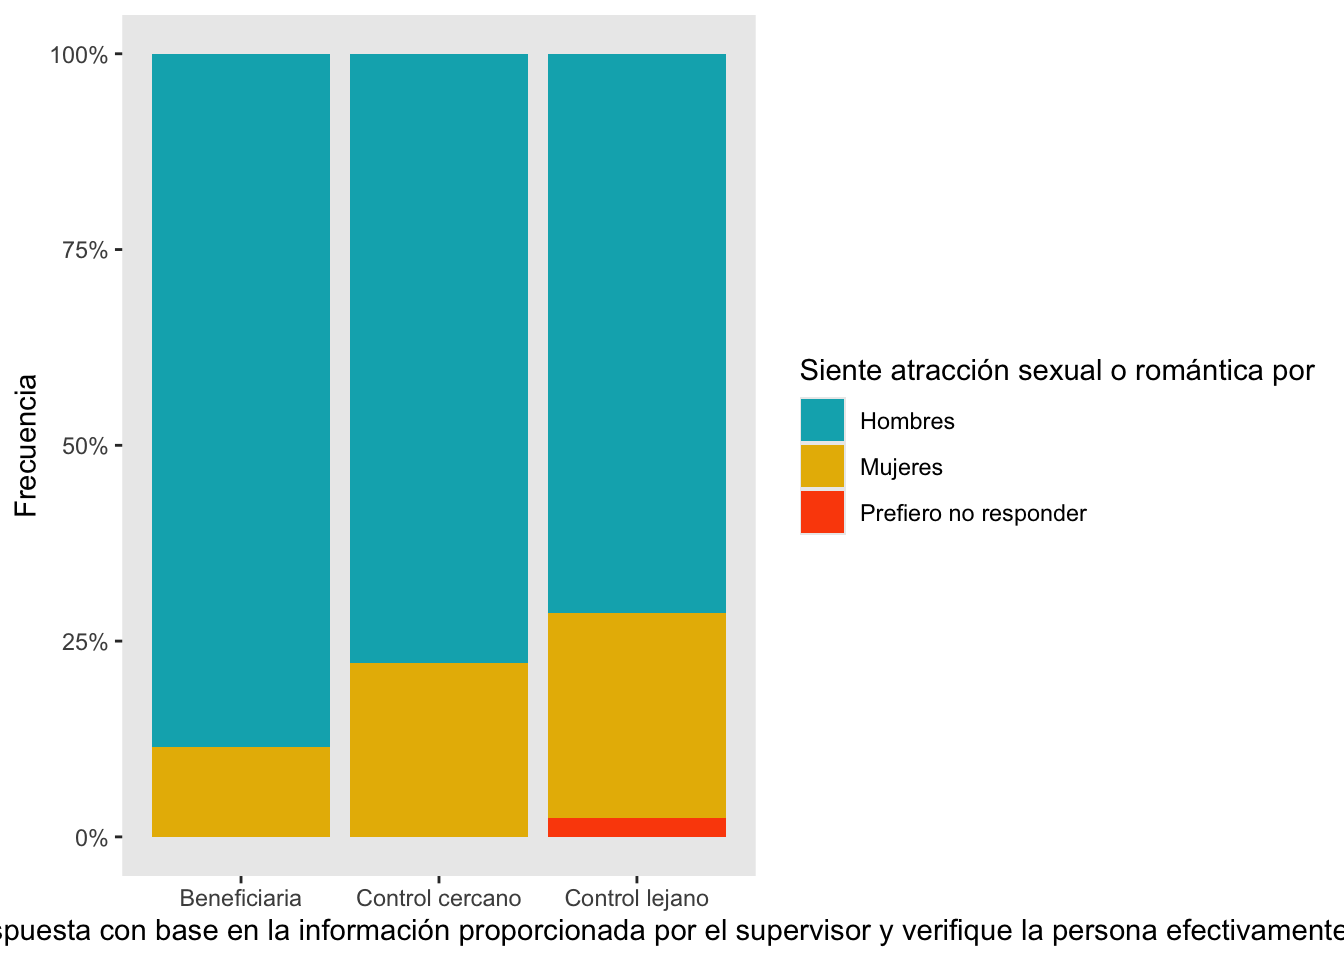 100%
75%
50%
25%
0%
Frecuencia
Beneficiaria
Control cercano
Control lejano
con base en la información proporcionada por el supervisor y verifique la persona efectivamente
Siente atracción sexual o romántica por
Hombres
Mujeres
Prefiero no responder